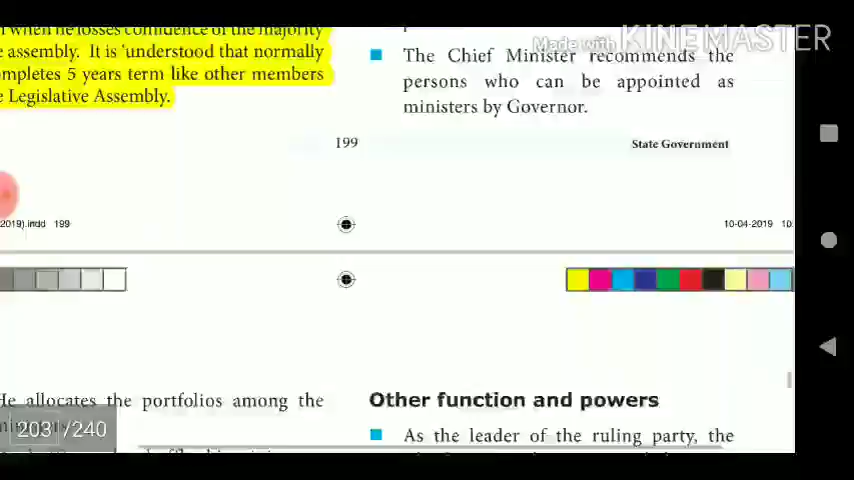 when he losses confidence of the majority
e assembly. It is 'understood that normally
ompletes 5 years term like other members
e Legislative Assembly.
Made with KINEMASTER
The Chief Minister recommends the
persons who can be appointed as
ministers by Governor.
199
State Government
2019).indd 199
10-04-2019 10
He allocates the portfolios among the
203 /240
Other function and powers
As the leader of the ruling party, the